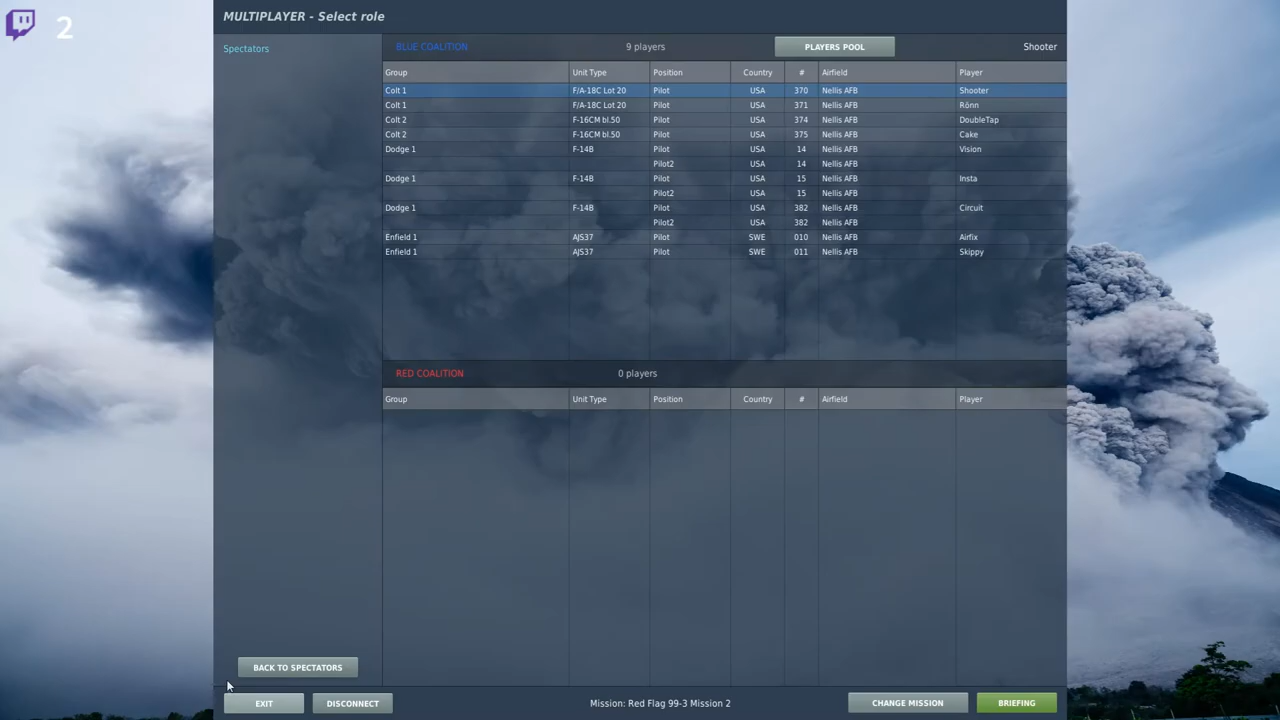 2
MULTIPLAYER - Select role
Spectators
BLUE COALITION 9 players PLAYERS POOL Shooter
Group Unit Type Position Country # Airfield Player
Colt 1 F/A-18C Lot 20 Pilot USA 370 Nellis AFB Shooter
Colt 1 F/A-18C Lot 20 Pilot USA 371 Nellis AFB Rönn
Colt 2 F-16CM bl.50 Pilot USA 374 Nellis AFB DoubleTap
Colt 2 F-16CM bl.50 Pilot USA 375 Nellis AFB Cake
Dodge 1 F-14B Pilot USA 14 Nellis AFB Vision
Pilot2 USA 14 Nellis AFB
Dodge 1 F-14B Pilot USA 15 Nellis AFB Insta
Pilot2 USA 15 Nellis AFB
Dodge 1 F-14B Pilot USA 382 Nellis AFB Circuit
Pilot2 USA 382 Nellis AFB
Enfield 1 AJS37 Pilot SWE 010 Nellis AFB Airfix
Enfield 1 AJS37 Pilot SWE 011 Nellis AFB Skippy
RED COALITION 0 players
Group Unit Type Position Country # Airfield Player
BACK TO SPECTATORS
EXIT DISCONNECT Mission: Red Flag 99-3 Mission 2 CHANGE MISSION BRIEFING